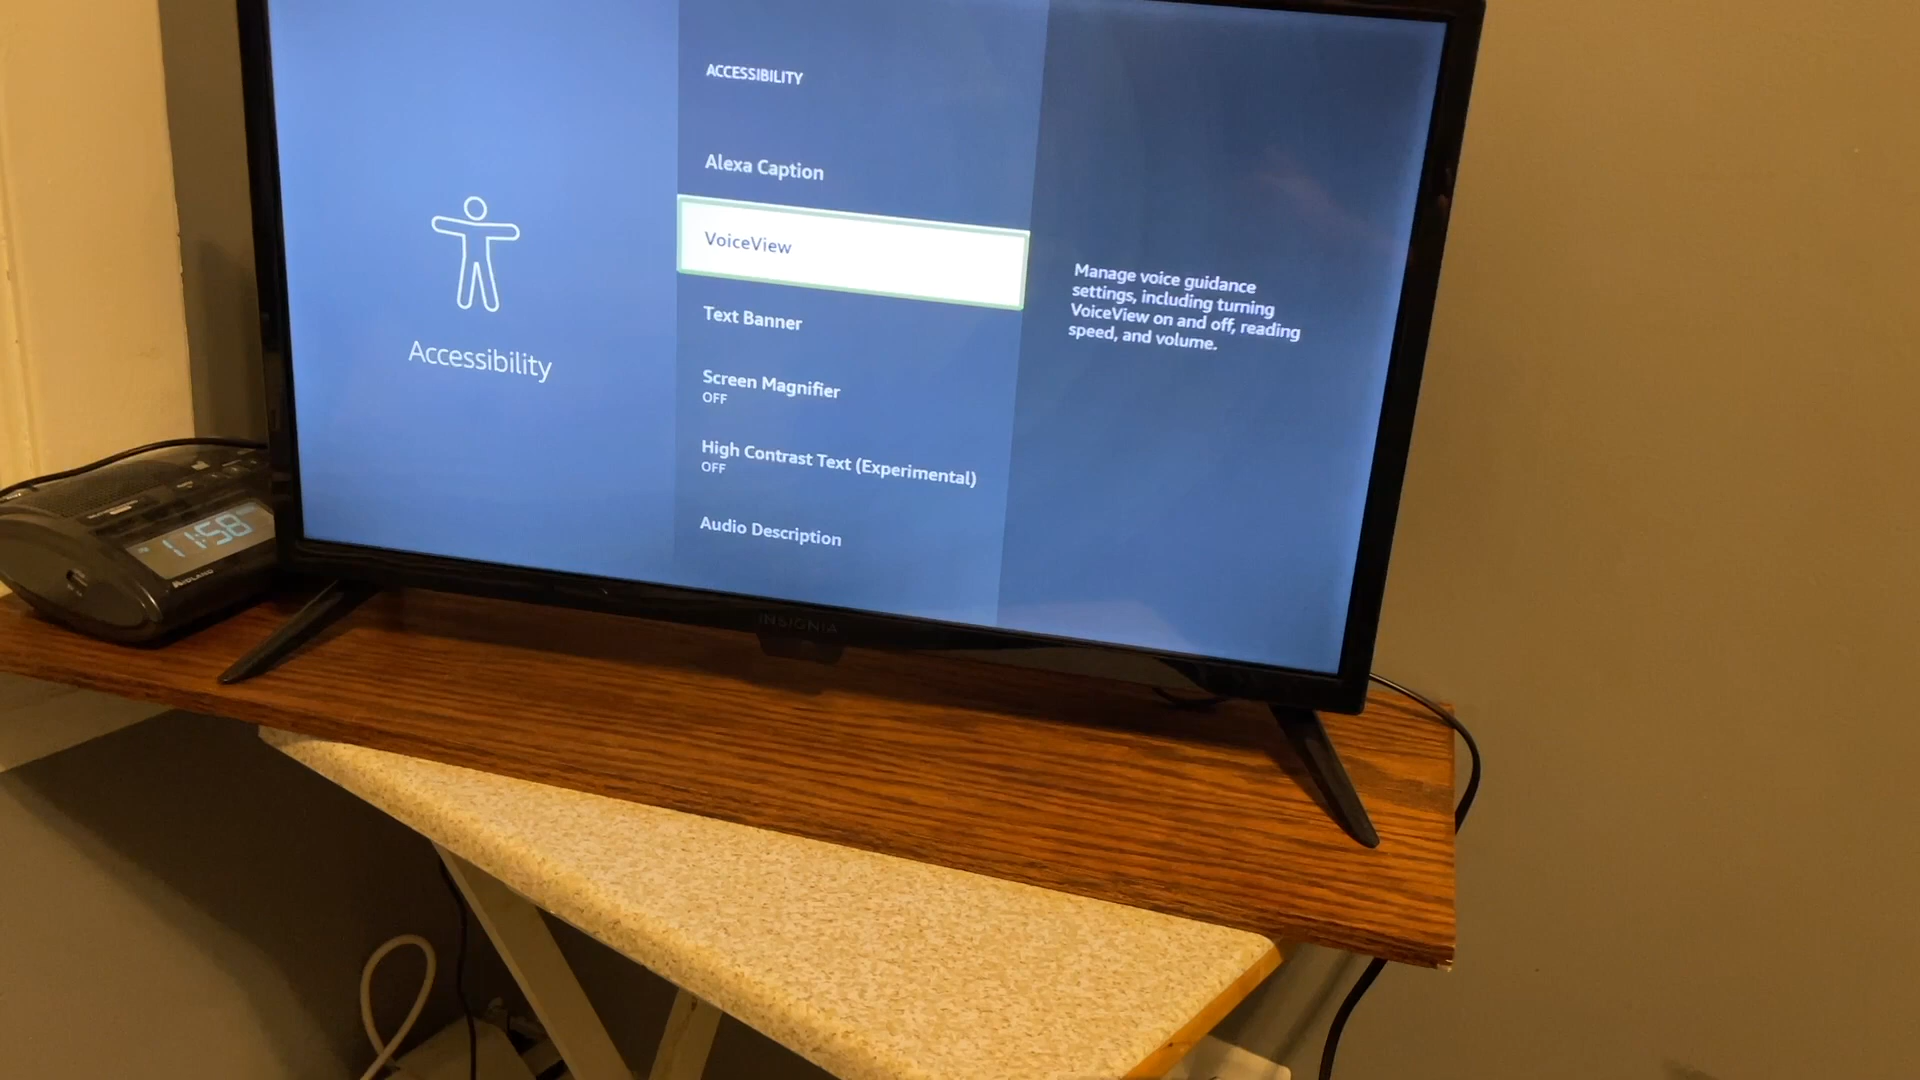 ACCESSIBILITY
Alexa Caption
VoiceView
Text Banner
Screen Magnifier
OFF
High Contrast Text (Experimental)
OFF
Audio Description
Accessibility
Manage voice guidance
settings, including turning
VoiceView on and off, reading
speed, and volume.
11:58
MIDLAND
INSIGNIA